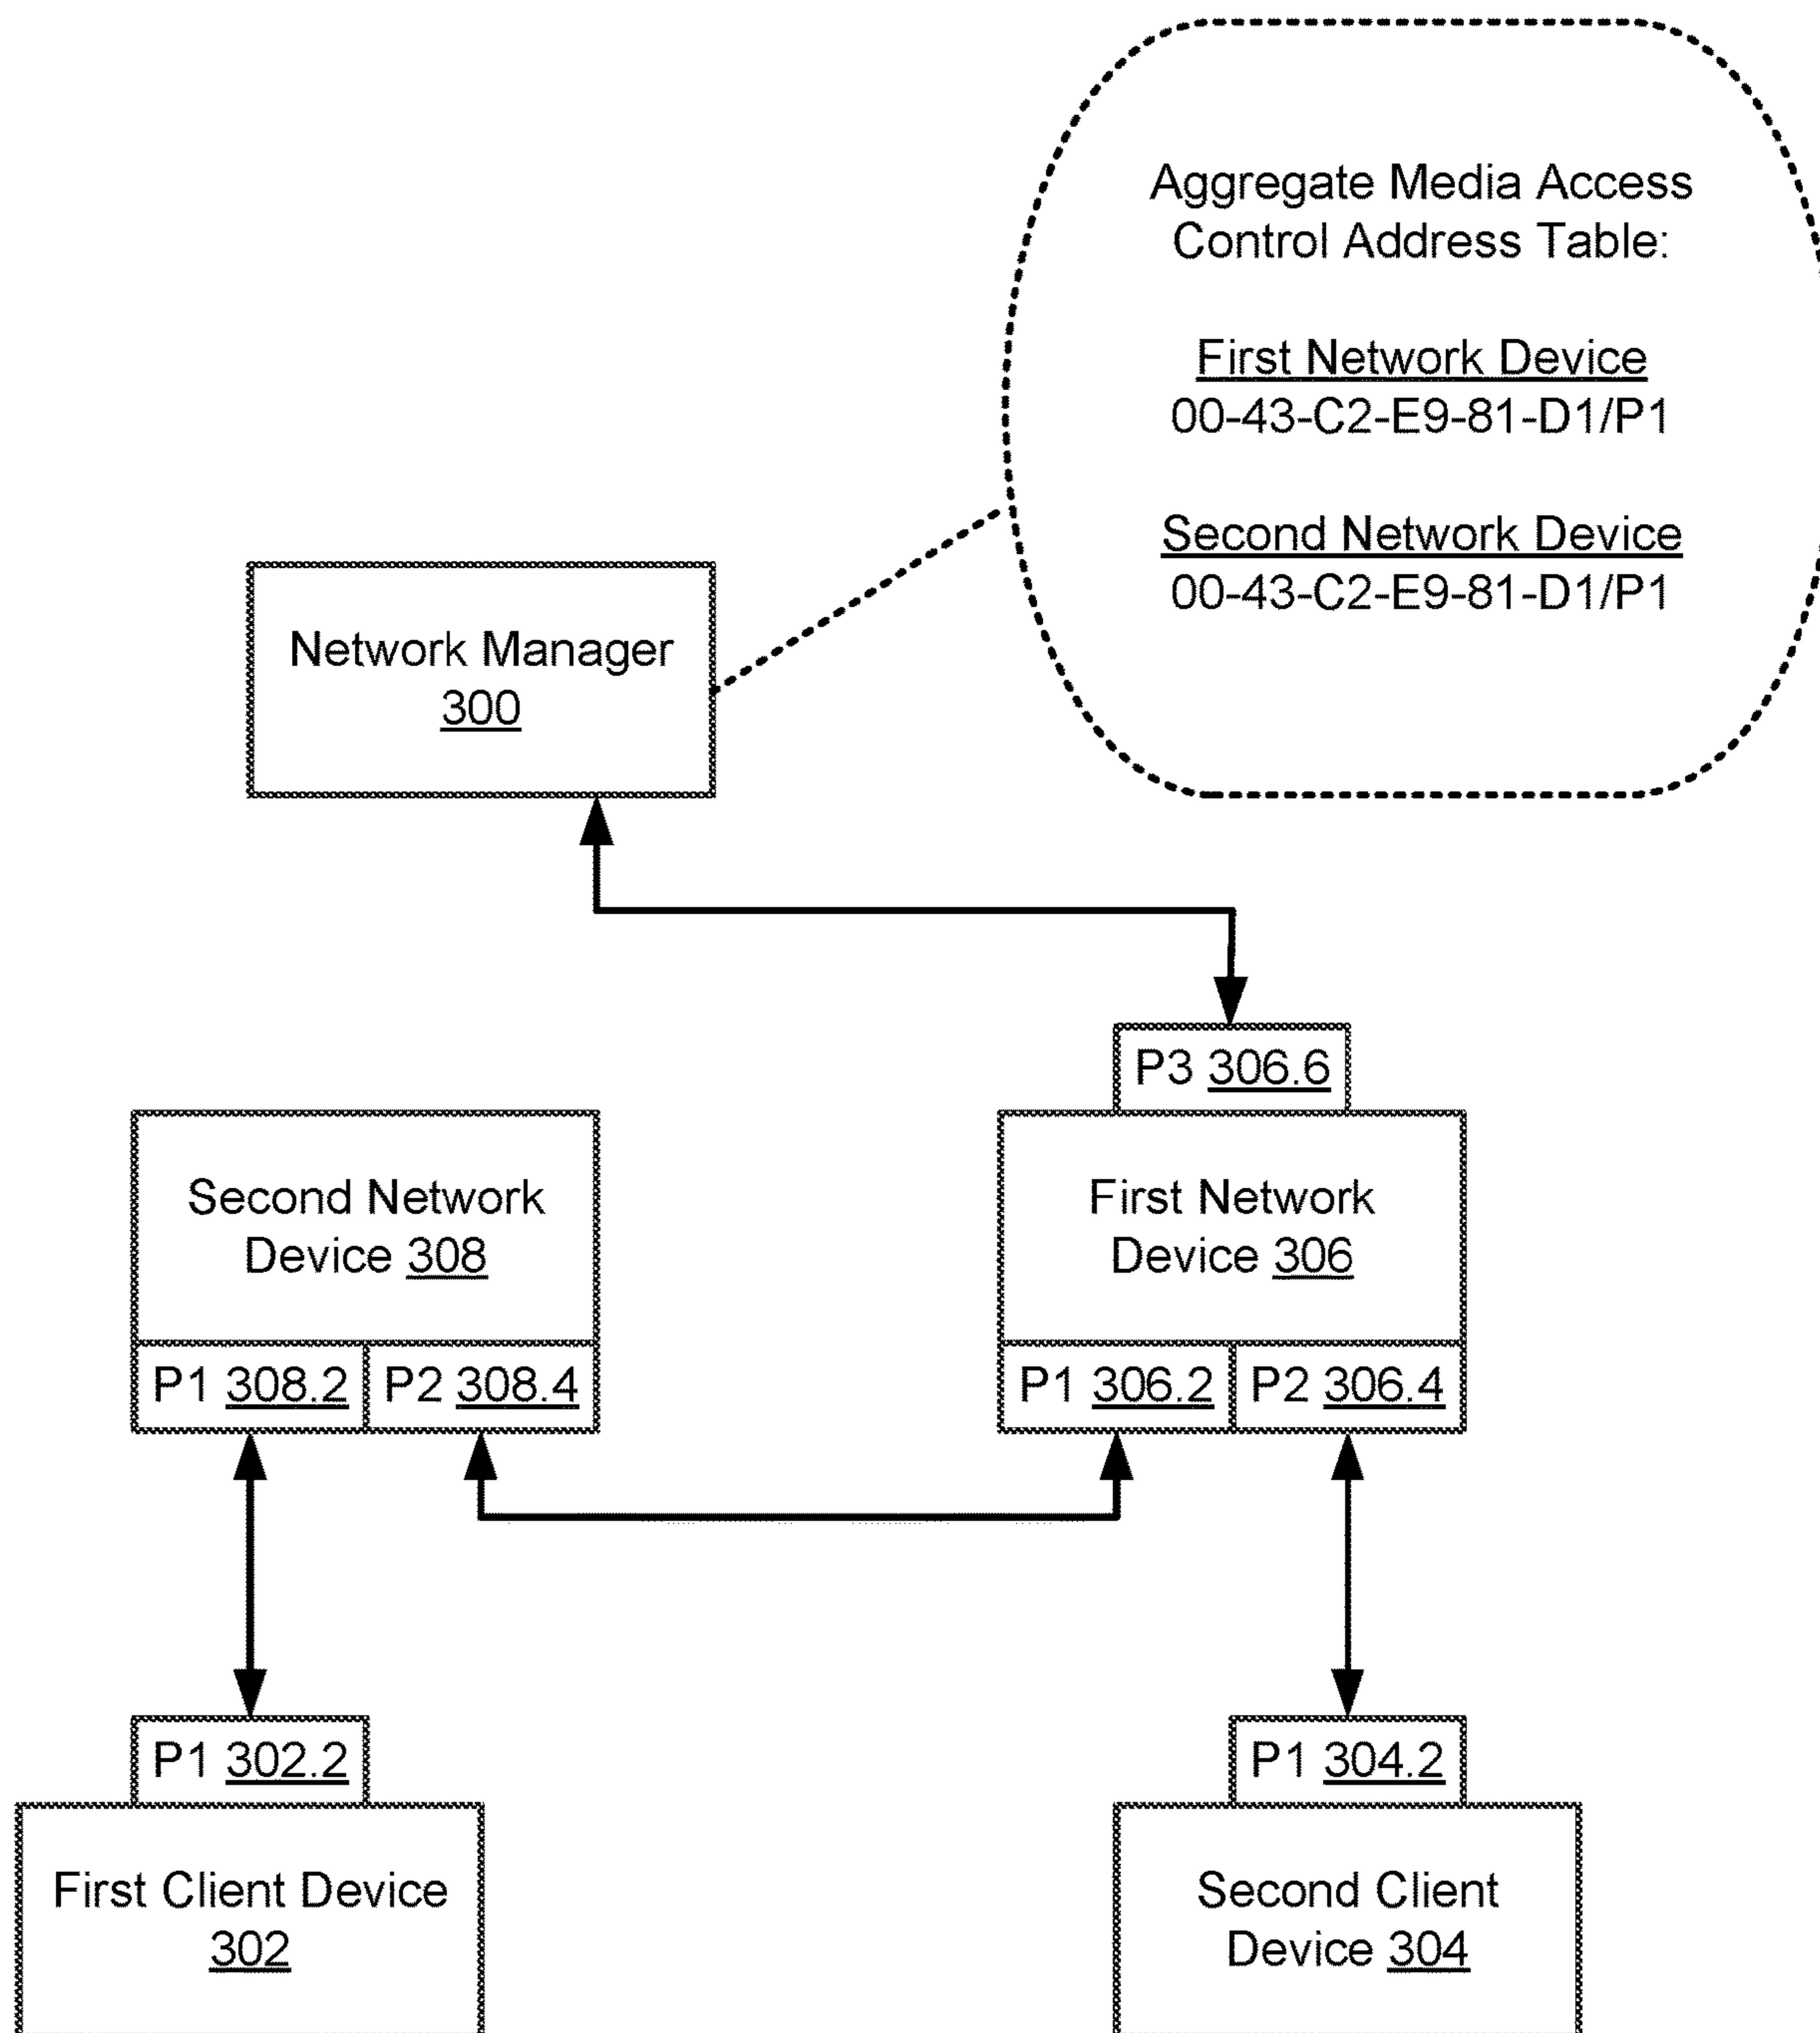 Aggregate Media Access
Control Address Table:
First Network Device
00-43-C2-E9-81-D1/P1
Second Network Device
00-43-C2-E9-81-D1/P1
Network Manager
300
P3 306.6
Second Network
Device 308
First Network
Device 306
P1 308.2
P2 308.4
P1 306.2
P2 306.4
P1 302.2
P1 304.2
First Client Device
302
Second Client
Device 304